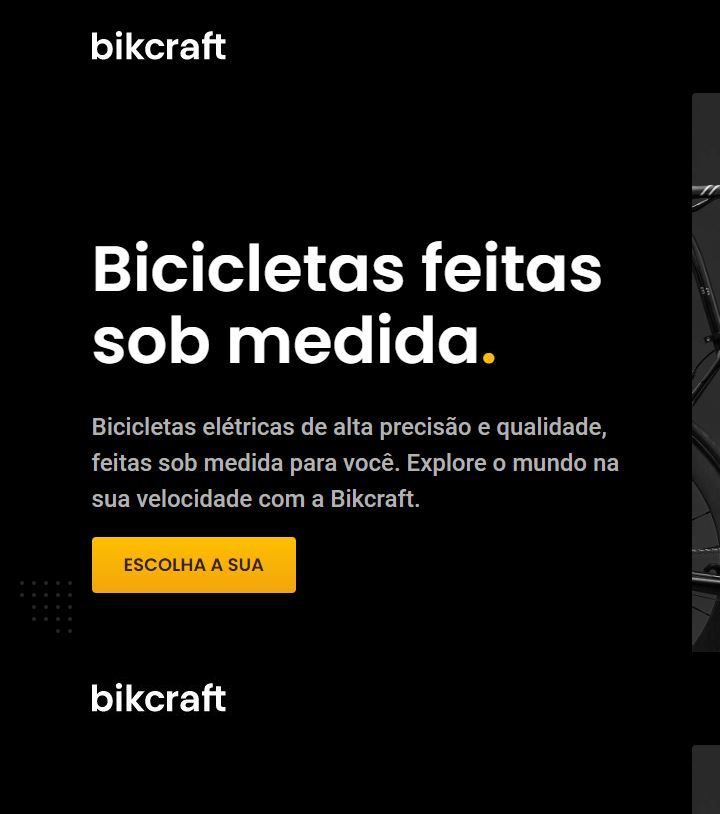 bikcraft
Bicicletas feitas
sob medida.
Bicicletas elétricas de alta precisão e qualidade,
feitas sob medida para você. Explore o mundo na
sua velocidade com a Bikcraft.
ESCOLHA A SUA
bikcraft